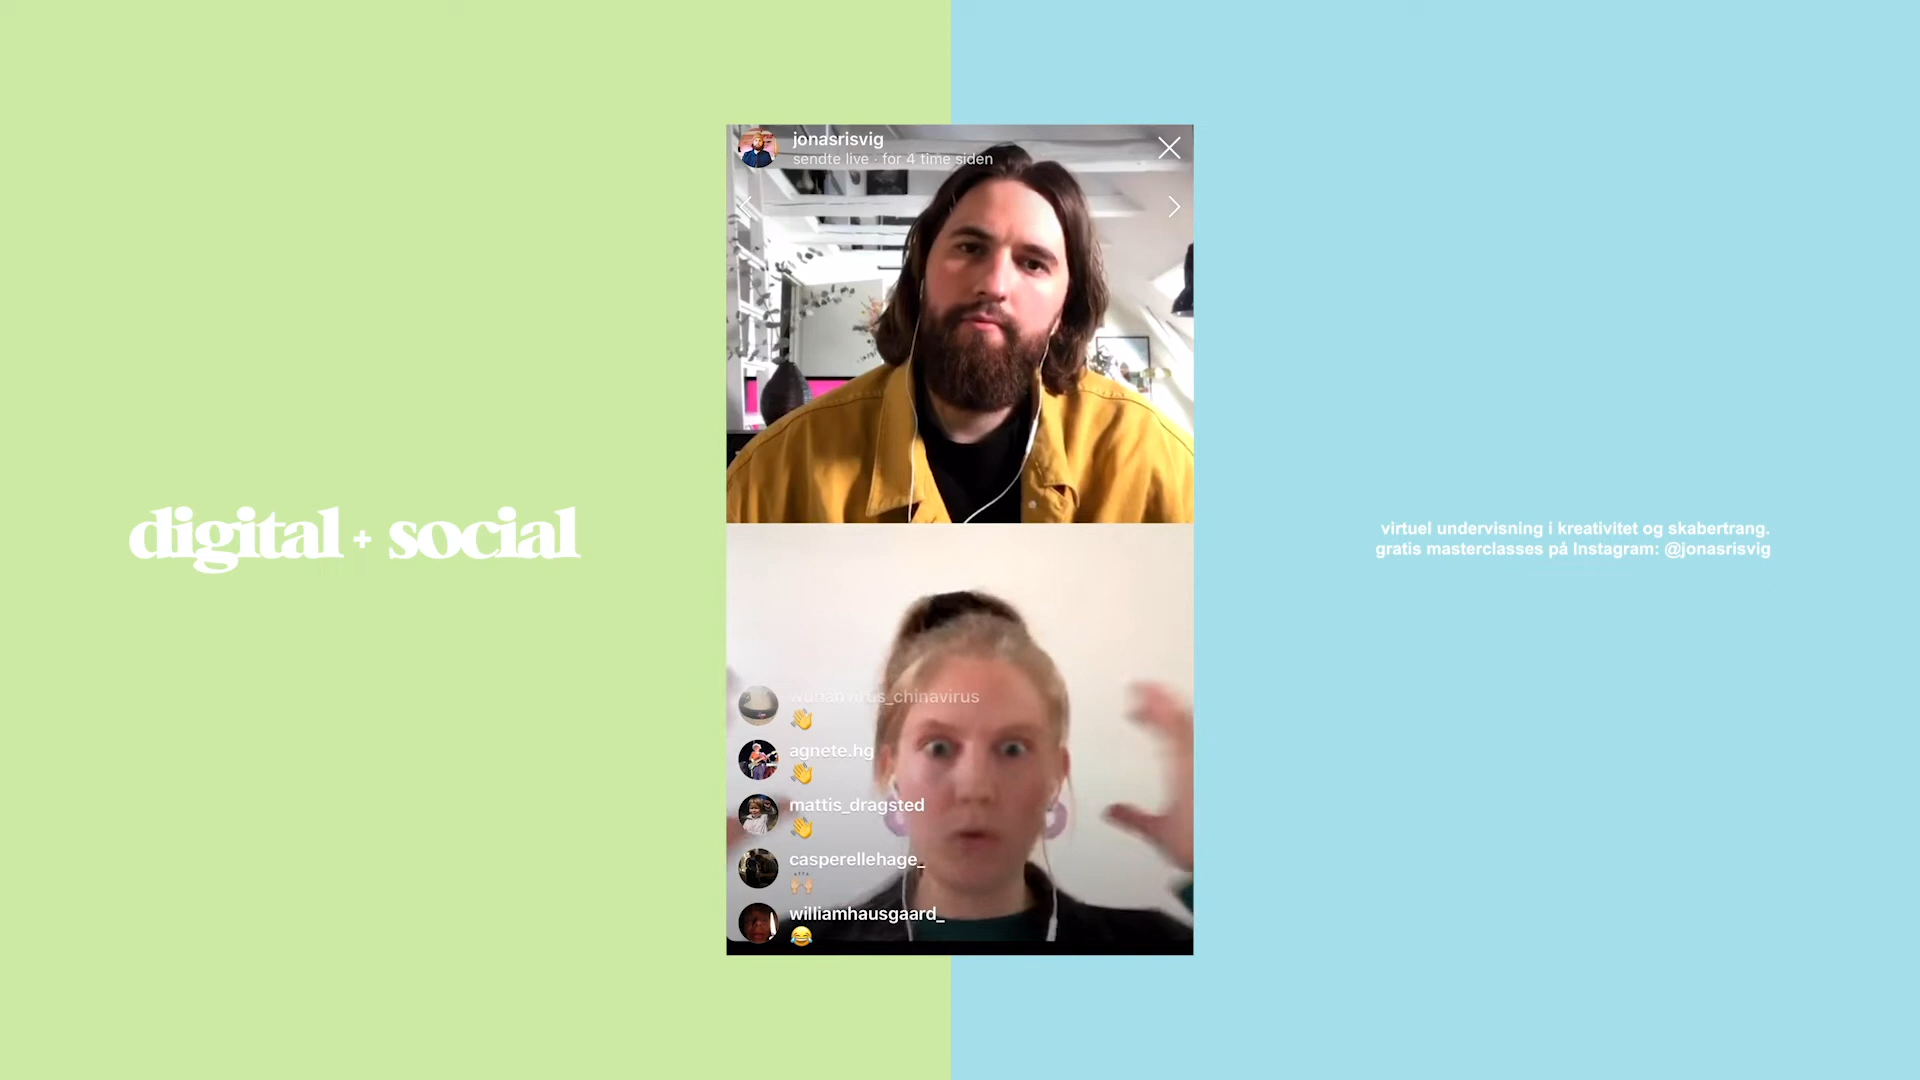 jonasrisvig
sendte live · for 4 time siden
digital + social
virtuel undervisning i kreativitet og skabertrang.
gratis masterclasses på Instagram: @jonasrisvig
wuhanvirus_chinavirus
👋
agnete.hg
👋
mattis_dragsted
👋
casperellehage_
🙌🏼
williamhausgaard_
😂